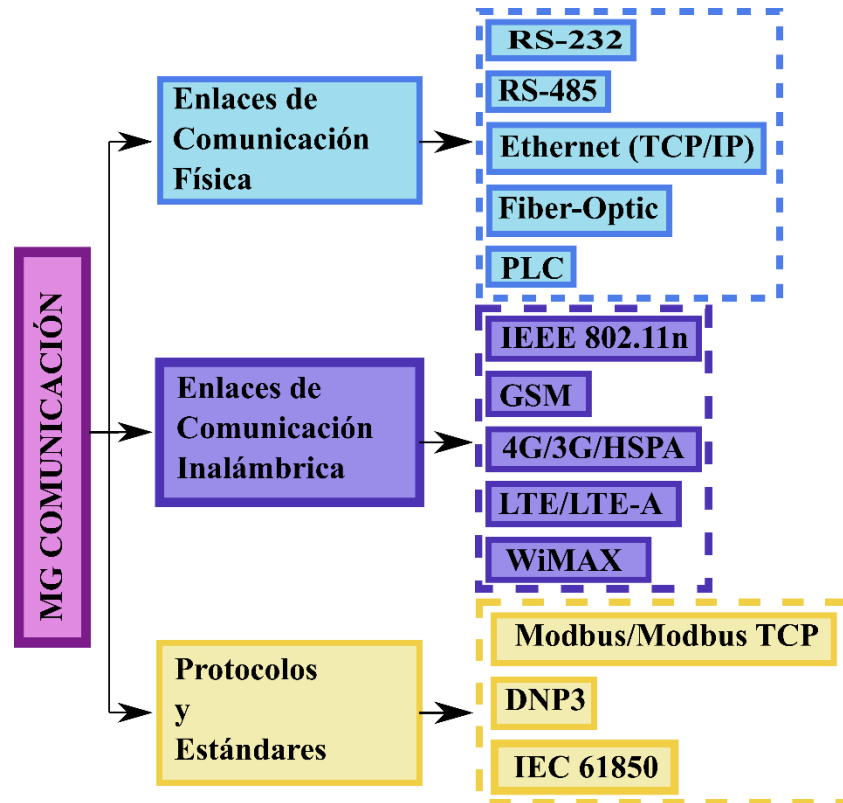 MG COMUNICACIÓN
Enlaces de
Comunicación
Física
RS-232
RS-485
Ethernet (TCP/IP)
Fiber-Optic
PLC
Enlaces de
Comunicación
Inalámbrica
IEEE 802.11n
GSM
4G/3G/HSPA
LTE/LTE-A
WiMAX
Protocolos
y
Estándares
Modbus/Modbus TCP
DNP3
IEC 61850